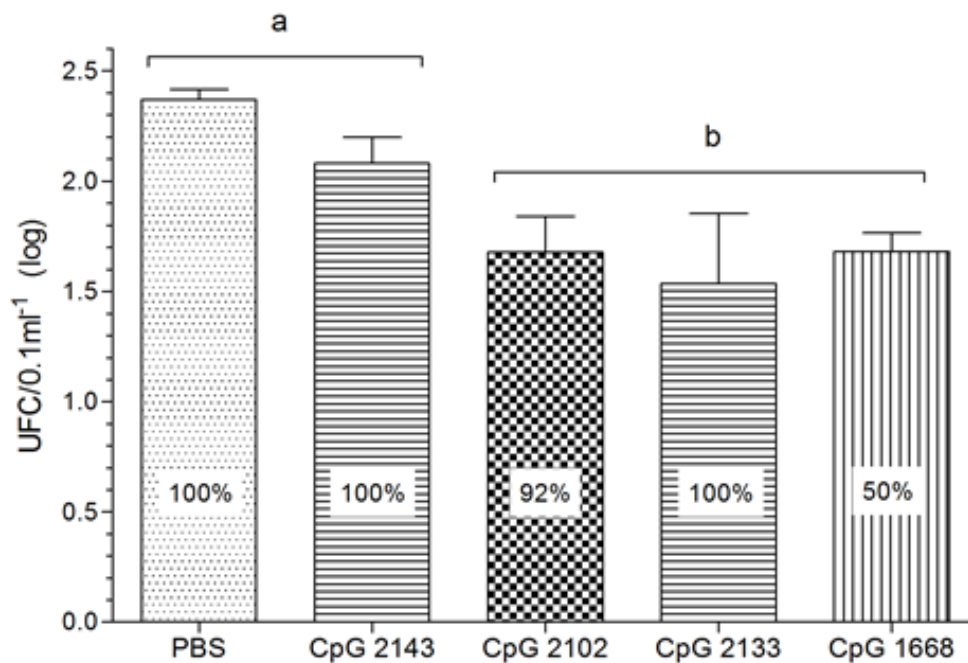 a
b
2.5
2.0
1.5
1.0
0.5
0.0
UFC/0.1ml⁻¹ (log)
100%
100%
92%
100%
50%
PBS
CpG 2143
CpG 2102
CpG 2133
CpG 1668